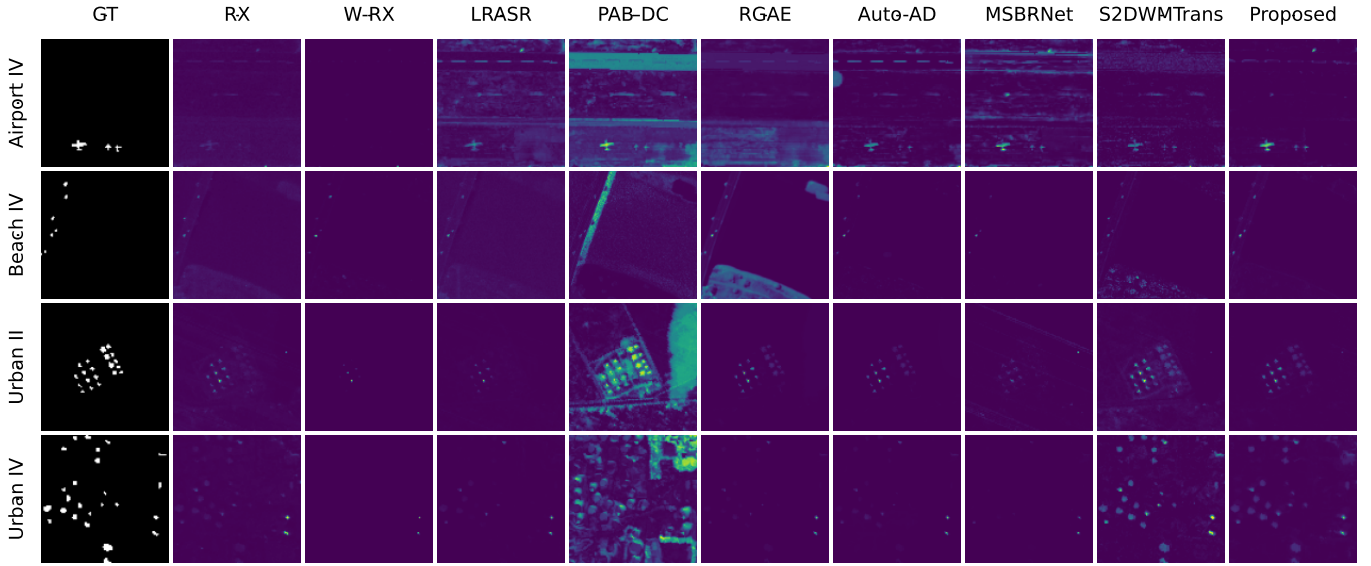 GT R-X W-RX LRASR PAB-DC RGAE Auto-AD MSBRNet S2DWMTrans Proposed
Airport IV
Beach IV
Urban II
Urban IV